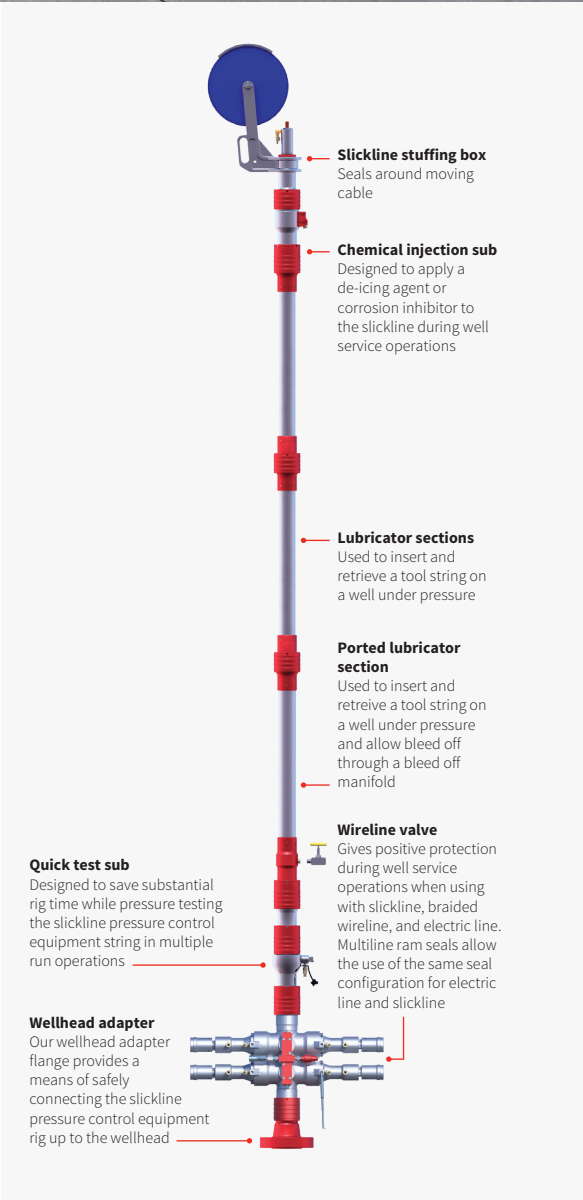 Slickline stuffing box
Seals around moving
cable
Chemical injection sub
Designed to apply a
de-icing agent or
corrosion inhibitor to
the slickline during well
service operations
Lubricator sections
Used to insert and
retrieve a tool string on
a well under pressure
Ported lubricator
section
Used to insert and
retreive a tool string on
a well under pressure
and allow bleed off
through a bleed off
manifold
Wireline valve
Gives positive protection
during well service
operations when using
with slickline, braided
wireline, and electric line.
Multiline ram seals allow
the use of the same seal
configuration for electric
line and slickline
Quick test sub
Designed to save substantial
rig time while pressure testing
the slickline pressure control
equipment string in multiple
run operations
Wellhead adapter
Our wellhead adapter
flange provides a
means of safely
connecting the slickline
pressure control equipment
rig up to the wellhead